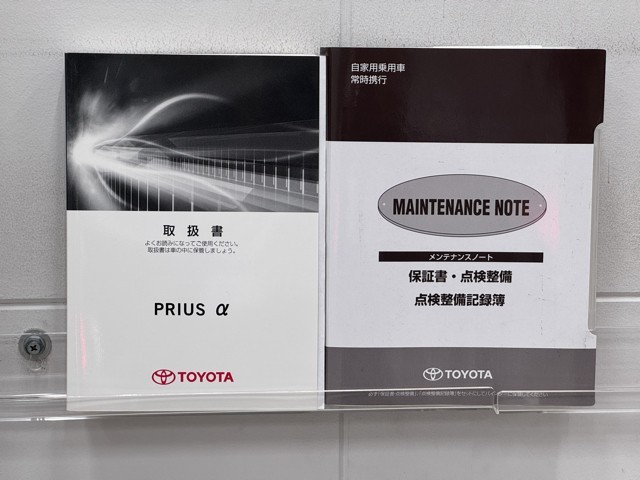 取扱書
よくお読みになってご使用ください。
取扱書は車の中に保管しましょう。
PRIUS α
TOYOTA
自家用乗用車
常時携行
MAINTENANCE NOTE
メンテナンスノート
保証書・点検整備
点検整備記録簿
TOYOTA